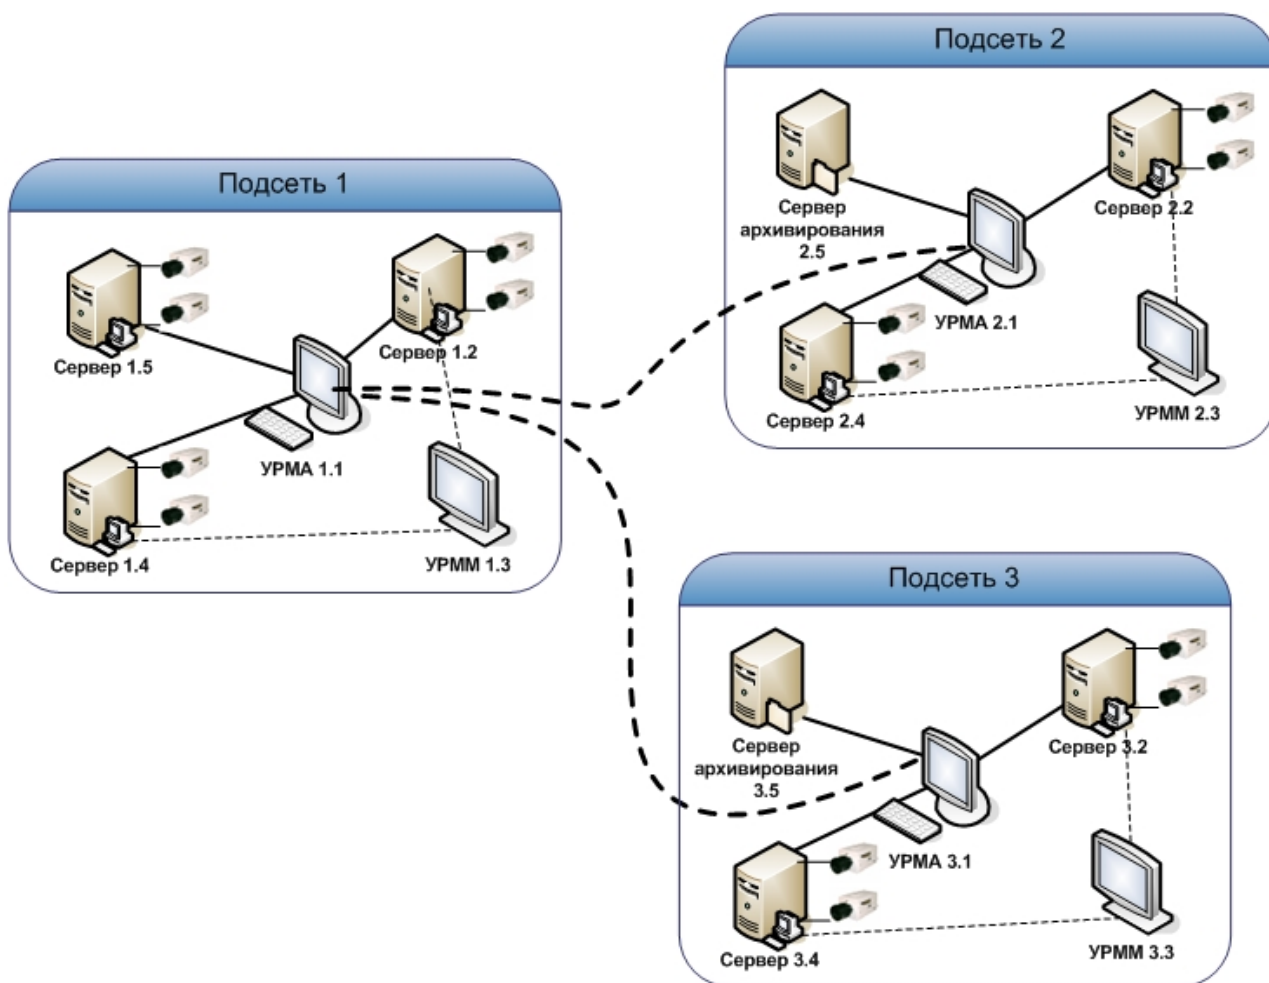 Подсеть 1
Сервер 1.5
Сервер 1.2
УРМА 1.1
Сервер 1.4
УРММ 1.3
Подсеть 2
Сервер
архивирования
2.5
Сервер 2.2
УРМА 2.1
Сервер 2.4
УРММ 2.3
Подсеть 3
Сервер
архивирования
3.5
Сервер 3.2
УРМА 3.1
Сервер 3.4
УРММ 3.3